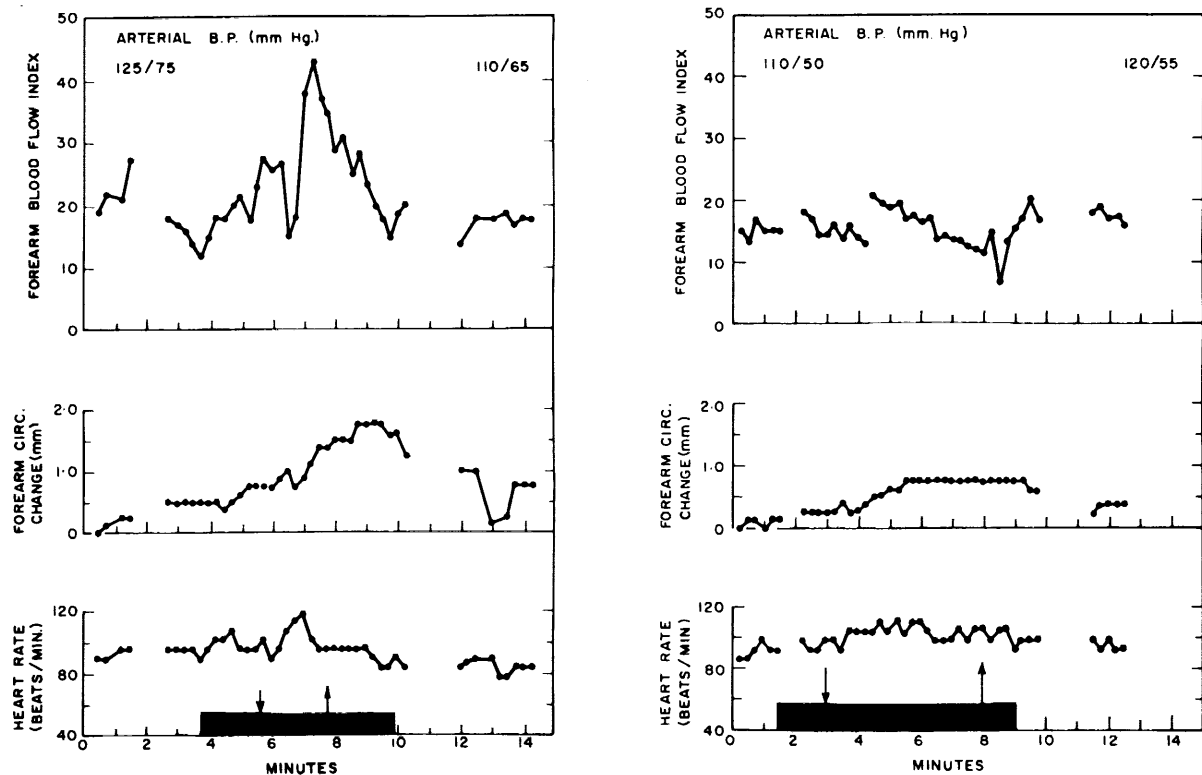 50
40
30
20
10
0
FOREARM BLOOD FLOW INDEX
ARTERIAL B.P. (mm Hg.)
125/75 110/65
2·0
1·0
0
FOREARM CIRC.
CHANGE (mm)
120
80
40
HEART RATE
(BEATS/MIN.)
2 4 6 8 10 12 14
MINUTES
50
40
30
20
10
0
FOREARM BLOOD FLOW INDEX
ARTERIAL B.P. (mm. Hg)
110/50 120/55
2.0
1.0
0
FOREARM CIRC.
CHANGE (mm)
120
80
40
HEART RATE
(BEATS/MIN)
0 2 4 6 8 10 12 14
MINUTES